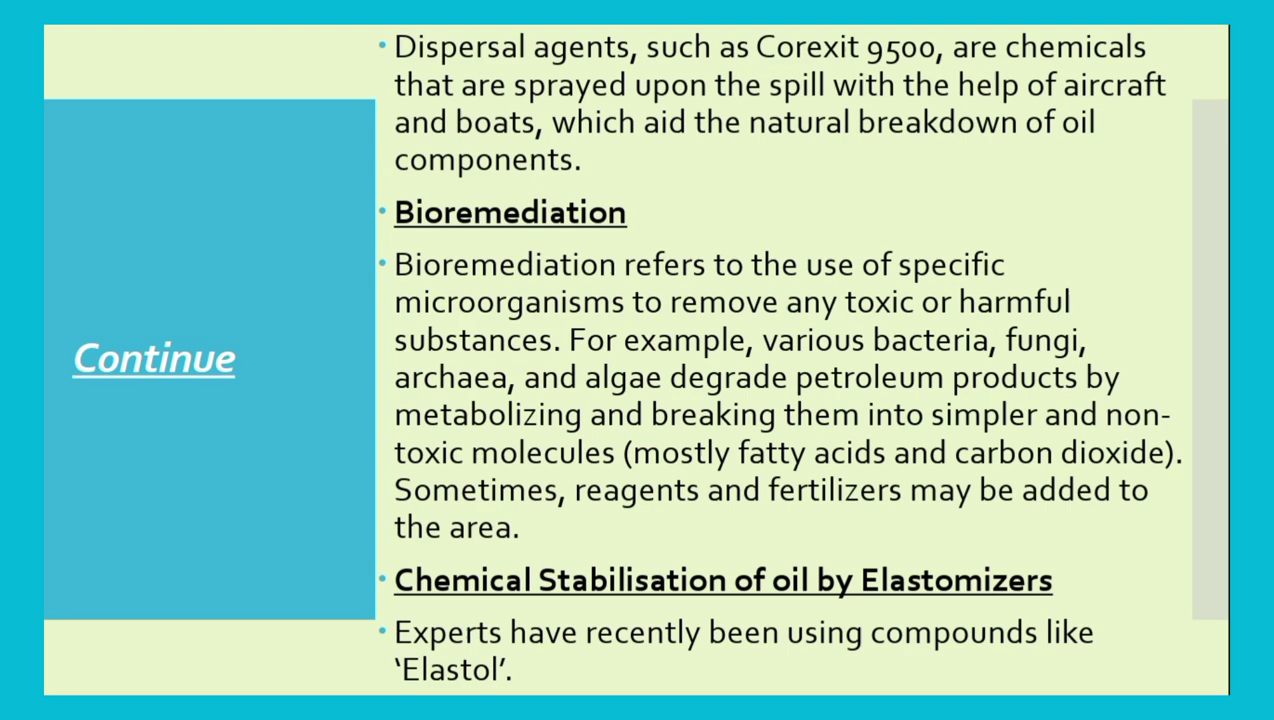 Dispersal agents, such as Corexit 9500, are chemicals
that are sprayed upon the spill with the help of aircraft
and boats, which aid the natural breakdown of oil
components.
Bioremediation
Bioremediation refers to the use of specific
microorganisms to remove any toxic or harmful
substances. For example, various bacteria, fungi,
archaea, and algae degrade petroleum products by
metabolizing and breaking them into simpler and non-
toxic molecules (mostly fatty acids and carbon dioxide).
Sometimes, reagents and fertilizers may be added to
the area.
Chemical Stabilisation of oil by Elastomizers
Experts have recently been using compounds like
‘Elastol’.
Continue